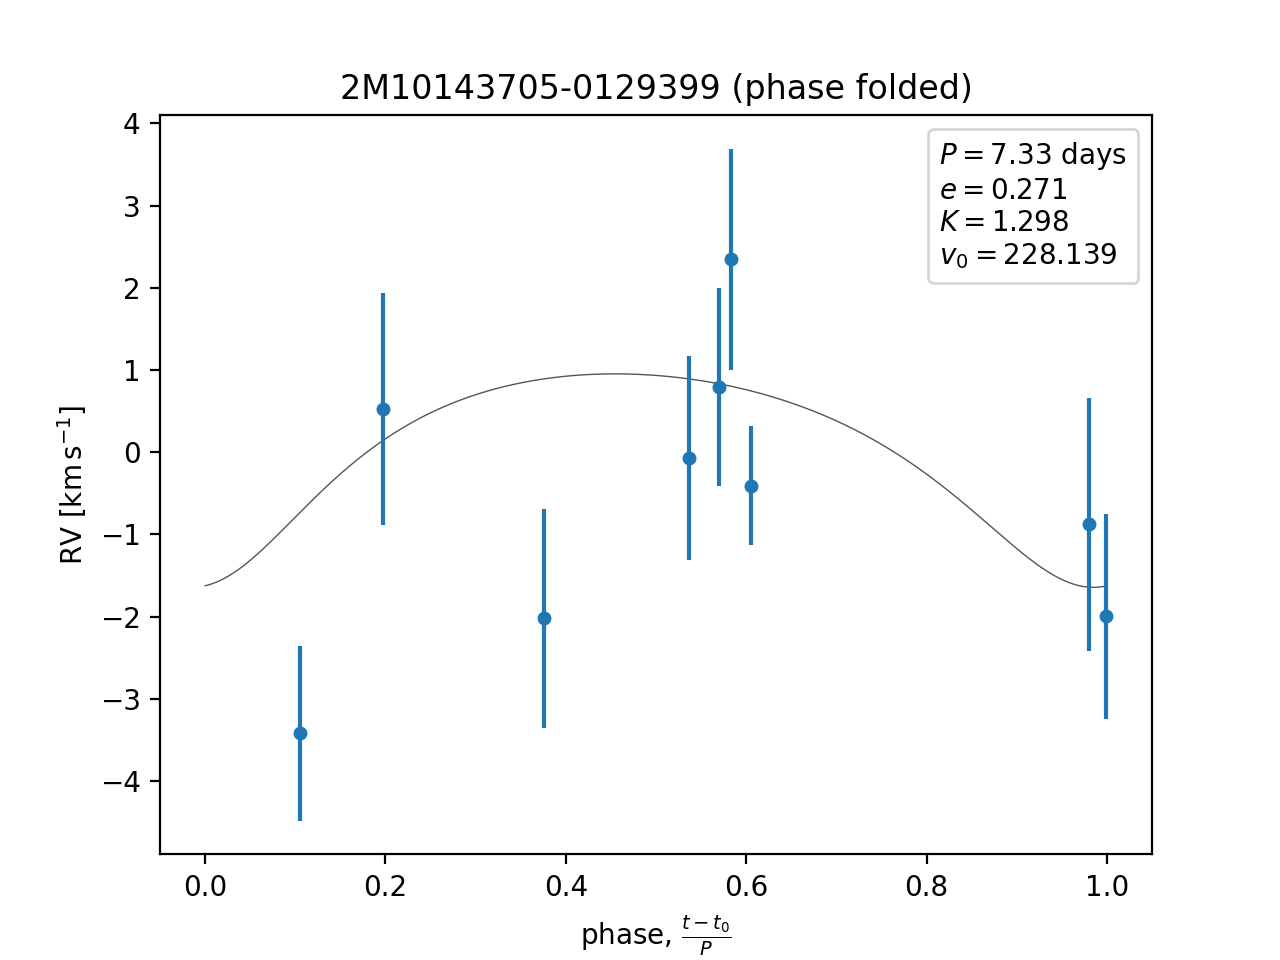 2M10143705-0129399 (phase folded)
P = 7.33 days
e = 0.271
K = 1.298
v₀ = 228.139
RV [km s⁻¹]
4
3
2
1
0
−1
−2
−3
−4
0.0 0.2 0.4 0.6 0.8 1.0
phase, (t − t₀)/P